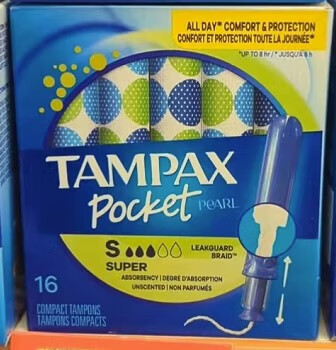 ALL DAY* COMFORT & PROTECTION
CONFORT ET PROTECTION TOUTE LA JOURNÉE*
*UP TO 8 hr / *JUSQU'À 8 h
TAMPAX
Pocket PEARL
S
SUPER
LEAKGUARD
BRAID™
ABSORBENCY | DEGRÉ D'ABSORPTION
UNSCENTED | NON PARFUMÉS
16
COMPACT TAMPONS
TAMPONS COMPACTS